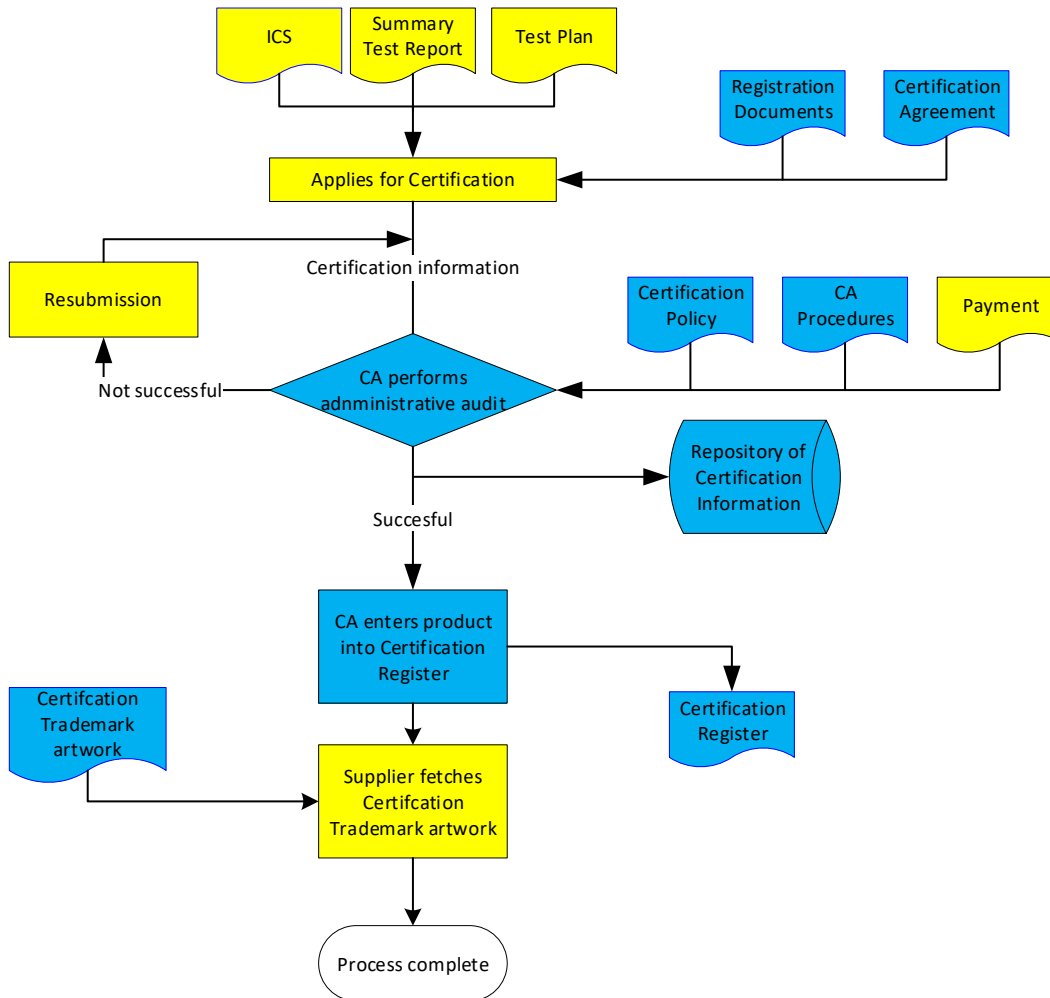 ICS
Summary
Test Report
Test Plan
Registration
Documents
Certification
Agreement
Applies for Certification
Certification information
Resubmission
Certification
Policy
CA
Procedures
Payment
Not successful
CA performs
adnministrative audit
Repository of
Certification
Information
Succesful
CA enters product
into Certification
Register
Certifcation
Trademark
artwork
Certification
Register
Supplier fetches
Certifcation
Trademark artwork
Process complete